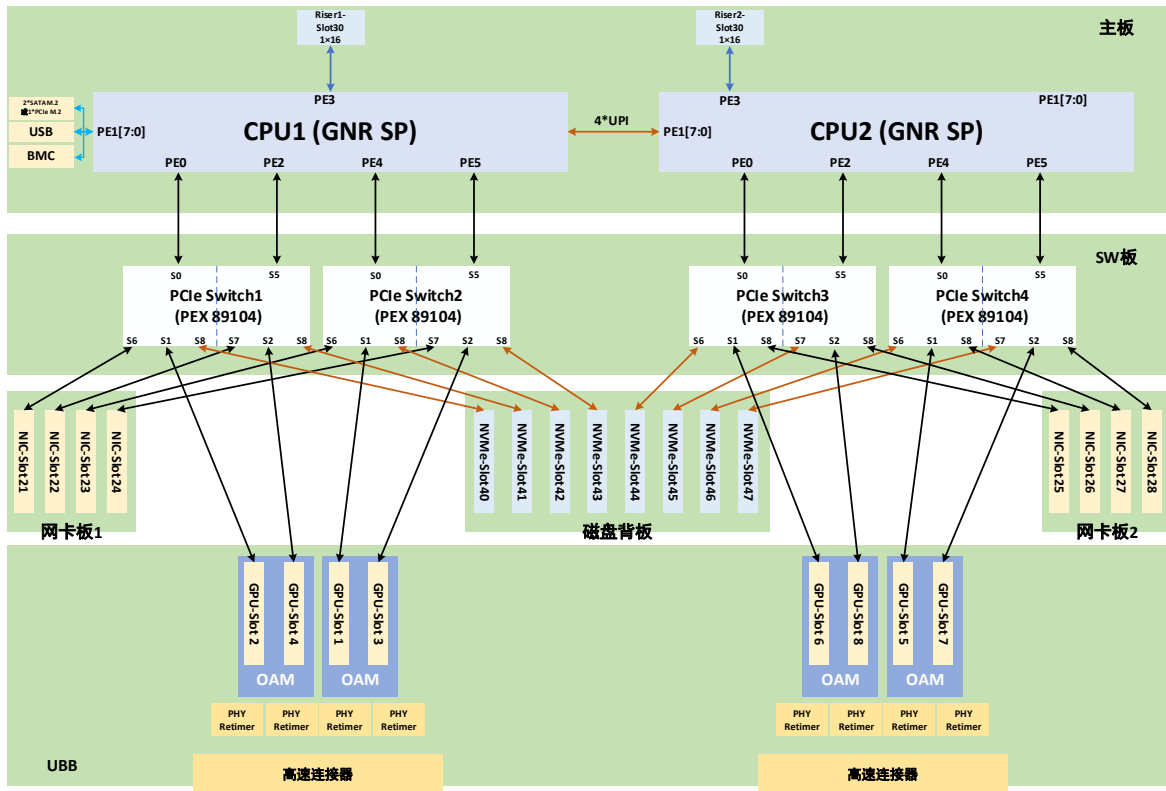 Riser1-
Slot30
1×16
Riser2-
Slot30
1×16
主板
2*SATAM.2
或1*PCIe M.2
USB
BMC
PE1[7:0]
PE3
CPU1 (GNR SP)
PE0
PE2
PE4
PE5
4*UPI
PE3
PE1[7:0]
PE1[7:0]
CPU2 (GNR SP)
PE0
PE2
PE4
PE5
SW板
S0
S5
PCIe Switch1
(PEX 89104)
S0
S5
PCIe Switch2
(PEX 89104)
S0
S5
PCIe Switch3
(PEX 89104)
S0
S5
PCIe Switch4
(PEX 89104)
S6
S1
S8
S7
S2
S8
S6
S1
S8
S7
S2
S8
S6
S1
S8
S7
S2
S8
S6
S1
S8
S7
S2
S8
NIC-Slot21
NIC-Slot22
NIC-Slot23
NIC-Slot24
网卡板1
NVMe-Slot40
NVMe-Slot41
NVMe-Slot42
NVMe-Slot43
NVMe-Slot44
NVMe-Slot45
NVMe-Slot46
NVMe-Slot47
磁盘背板
NIC-Slot25
NIC-Slot26
NIC-Slot27
NIC-Slot28
网卡板2
GPU-Slot 2
GPU-Slot 4
OAM
GPU-Slot 1
GPU-Slot 3
OAM
GPU-Slot 6
GPU-Slot 8
OAM
GPU-Slot 5
GPU-Slot 7
OAM
PHY
Retimer
PHY
Retimer
PHY
Retimer
PHY
Retimer
PHY
Retimer
PHY
Retimer
PHY
Retimer
PHY
Retimer
UBB
高速连接器
高速连接器